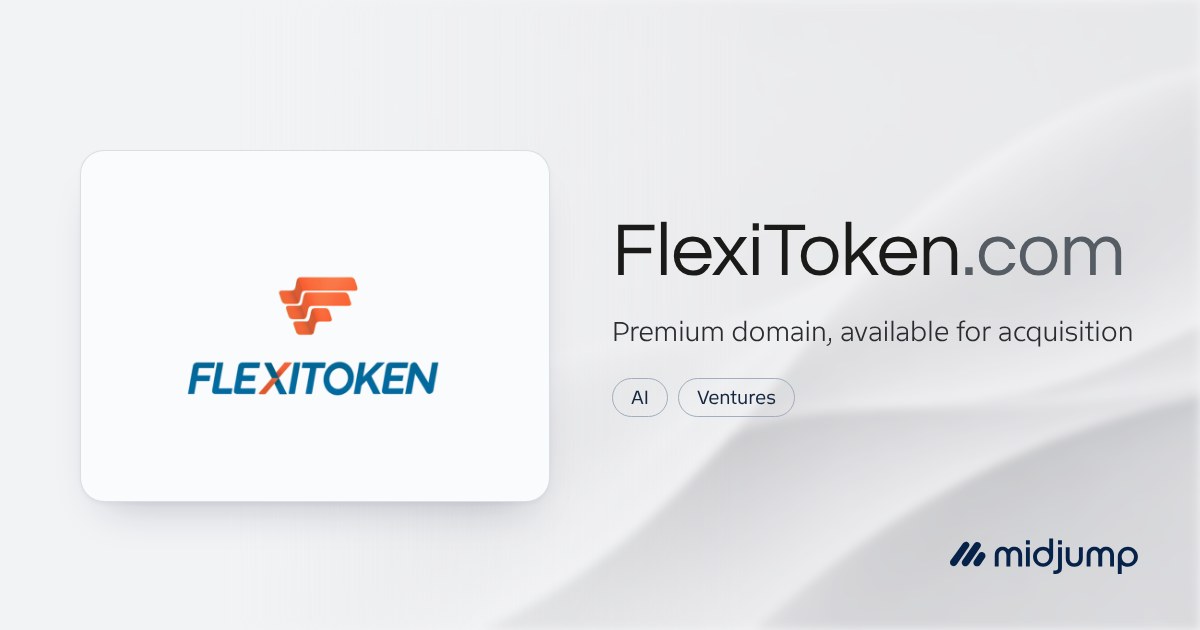 FLEXITOKEN
FlexiToken.com
Premium domain, available for acquisition
AI
Ventures
midjump